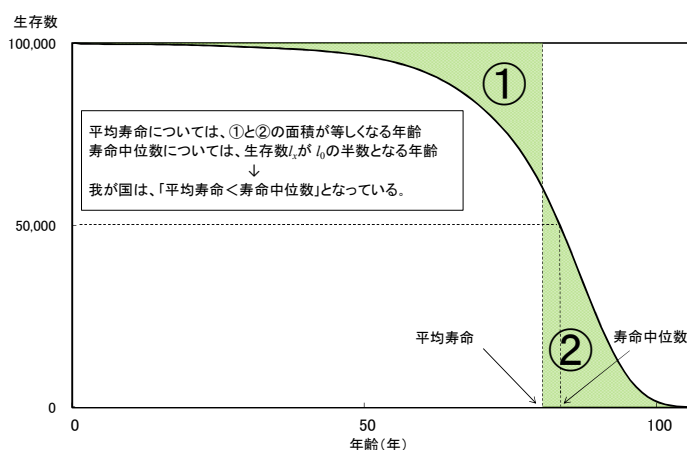 生存数
100,000
①
平均寿命については、①と②の面積が等しくなる年齢
寿命中位数については、生存数lₓが l₀の半数となる年齢
↓
我が国は、「平均寿命＜寿命中位数」となっている。
50,000
平均寿命
②
寿命中位数
0
0
50
100
年齢(年)